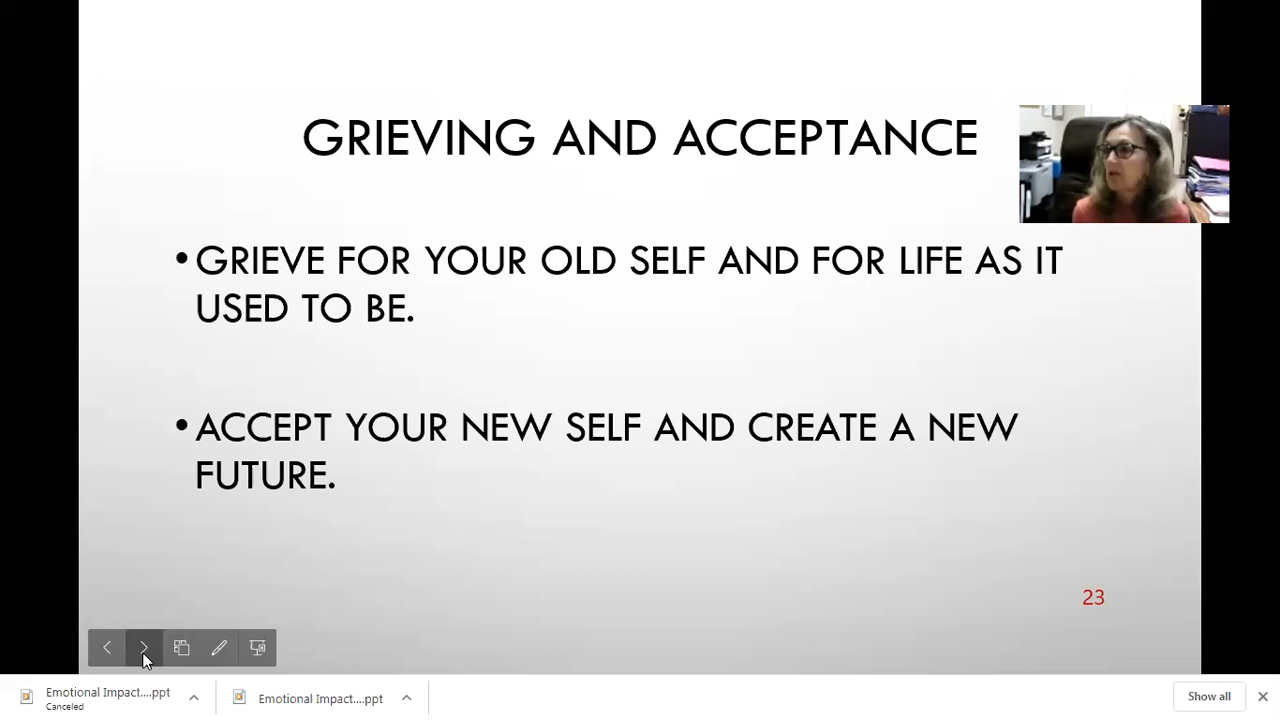 GRIEVING AND ACCEPTANCE
•GRIEVE FOR YOUR OLD SELF AND FOR LIFE AS IT
USED TO BE.
•ACCEPT YOUR NEW SELF AND CREATE A NEW
FUTURE.
23
Emotional Impact....ppt
Canceled
Emotional Impact....ppt
Show all